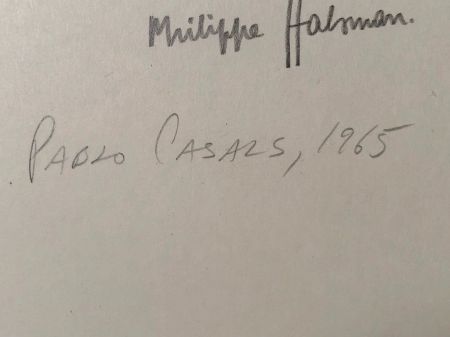 Philippe Halsman.
PABLO CASALS, 1965